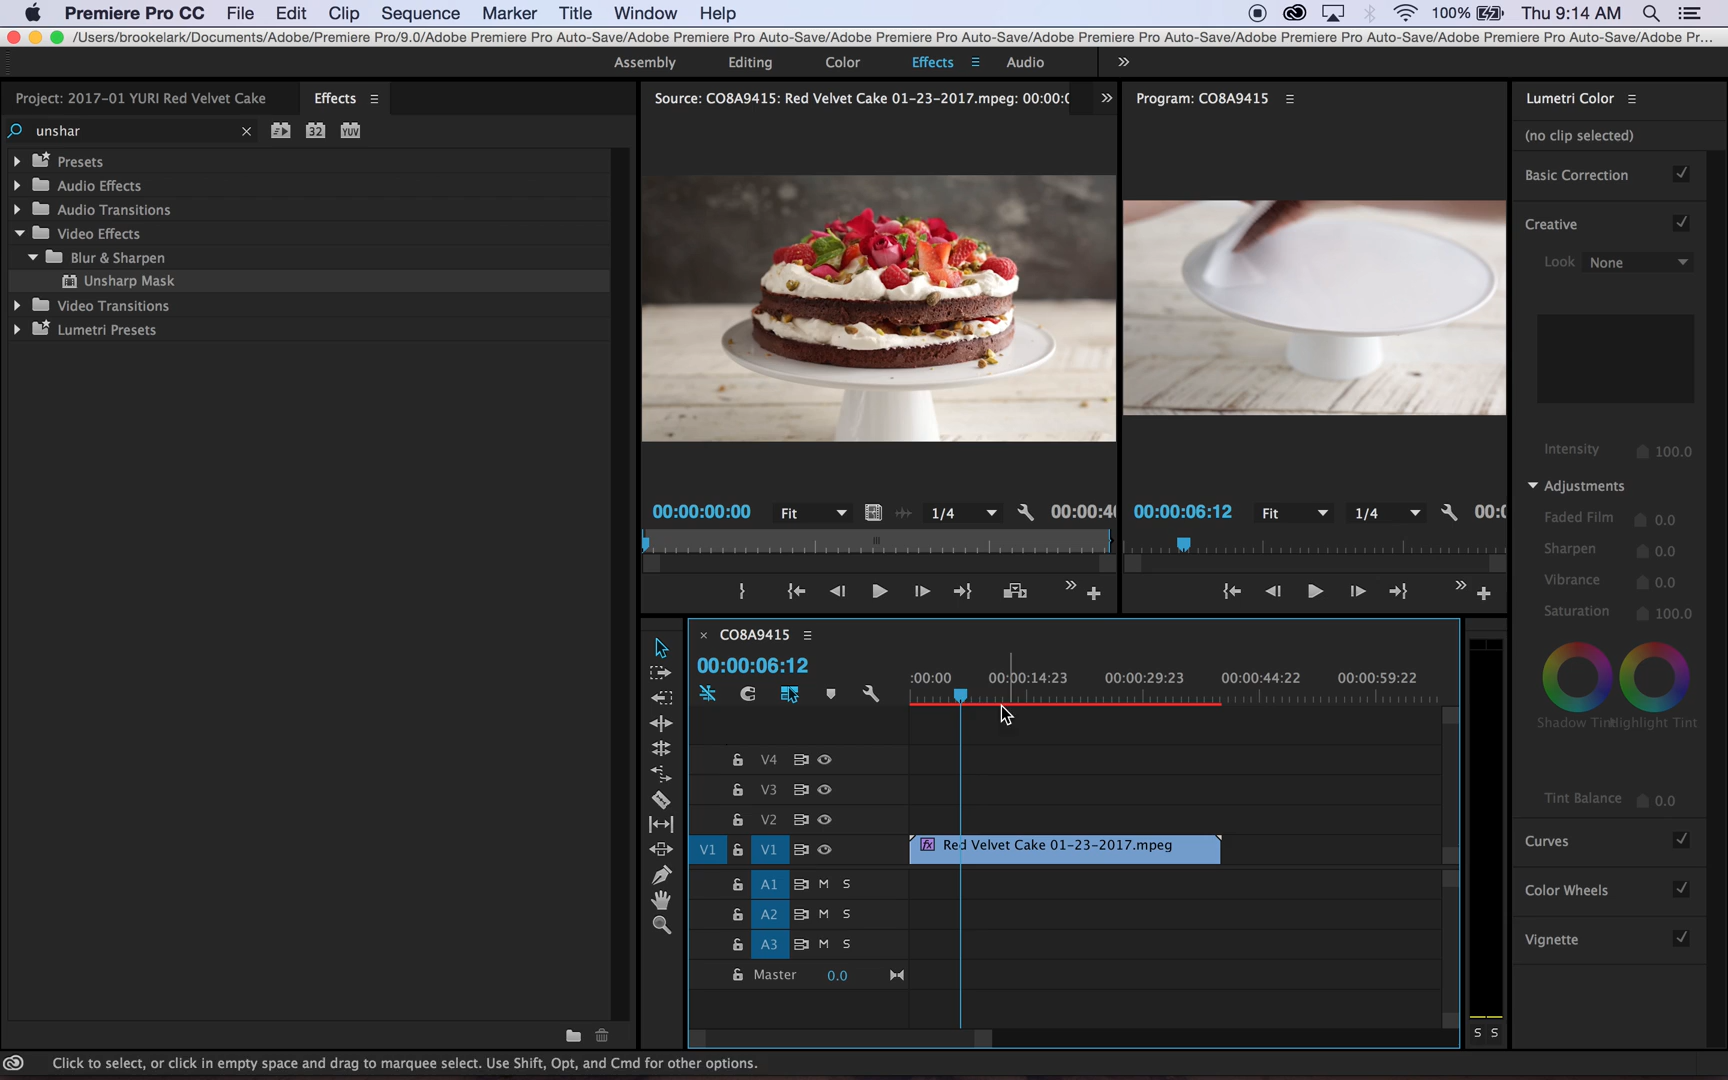 Premiere Pro CC File Edit Clip Sequence Marker Title Window Help 100% Thu 9:14 AM
/Users/brookelark/Documents/Adobe/Premiere Pro/9.0/Adobe Premiere Pro Auto-Save/Adobe Premiere Pro Auto-Save/Adobe Premiere Pro Auto-Save/Adobe Premiere Pro Auto-Save/Adobe Premiere Pro Auto-Save/Adobe Premiere Pro Auto-Save/Adobe Pr...
Assembly Editing Color Effects Audio
Project: 2017-01 YURI Red Velvet Cake Effects
unshar 32 YUV
Presets
Audio Effects
Audio Transitions
Video Effects
Blur & Sharpen
Unsharp Mask
Video Transitions
Lumetri Presets
Source: CO8A9415: Red Velvet Cake 01-23-2017.mpeg: 00:00:0
00:00:00:00 Fit 1/4 00:00:4
Program: CO8A9415
00:00:06:12 Fit 1/4 00:0
CO8A9415
00:00:06:12
:00:00 00:00:14:23 00:00:29:23 00:00:44:22 00:00:59:22
V4
V3
V2
V1 V1 Red Velvet Cake 01-23-2017.mpeg
A1 M S
A2 M S
A3 M S
Master 0.0
S S
Lumetri Color
(no clip selected)
Basic Correction
Creative
Look None
Intensity 100.0
Adjustments
Faded Film 0.0
Sharpen 0.0
Vibrance 0.0
Saturation 100.0
Shadow Tint Highlight Tint
Tint Balance 0.0
Curves
Color Wheels
Vignette
Click to select, or click in empty space and drag to marquee select. Use Shift, Opt, and Cmd for other options.